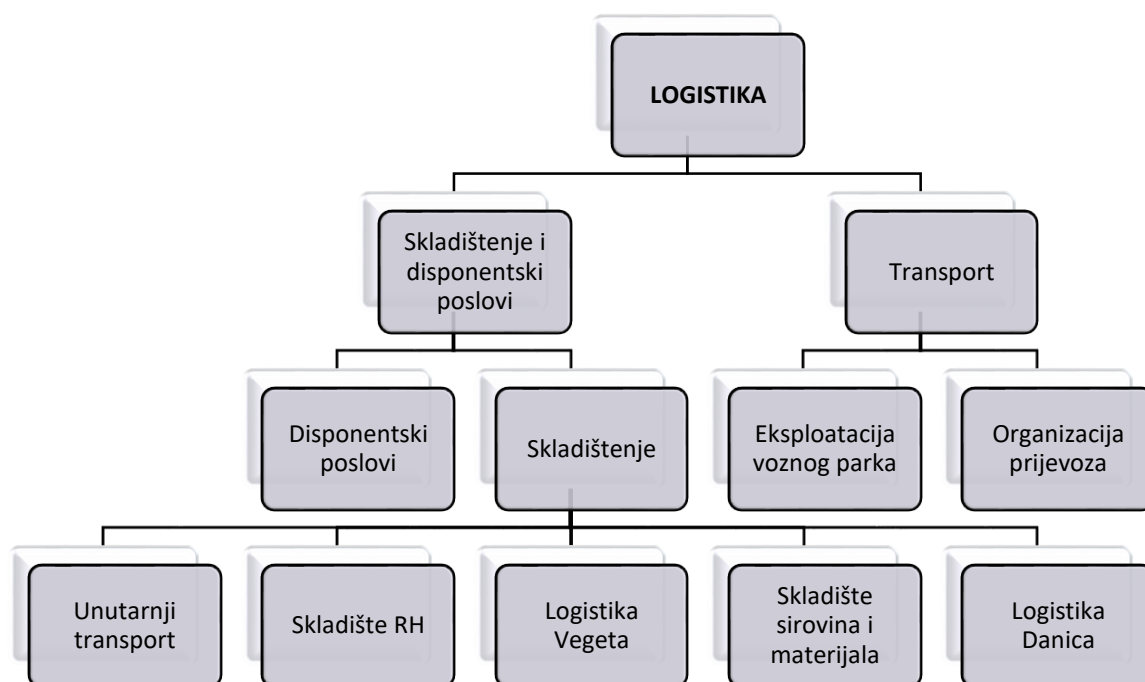 LOGISTIKA
Skladištenje i
disponentski
poslovi
Transport
Disponentski
poslovi
Skladištenje
Eksploatacija
voznog parka
Organizacija
prijevoza
Unutarnji
transport
Skladište RH
Logistika
Vegeta
Skladište
sirovina i
materijala
Logistika
Danica